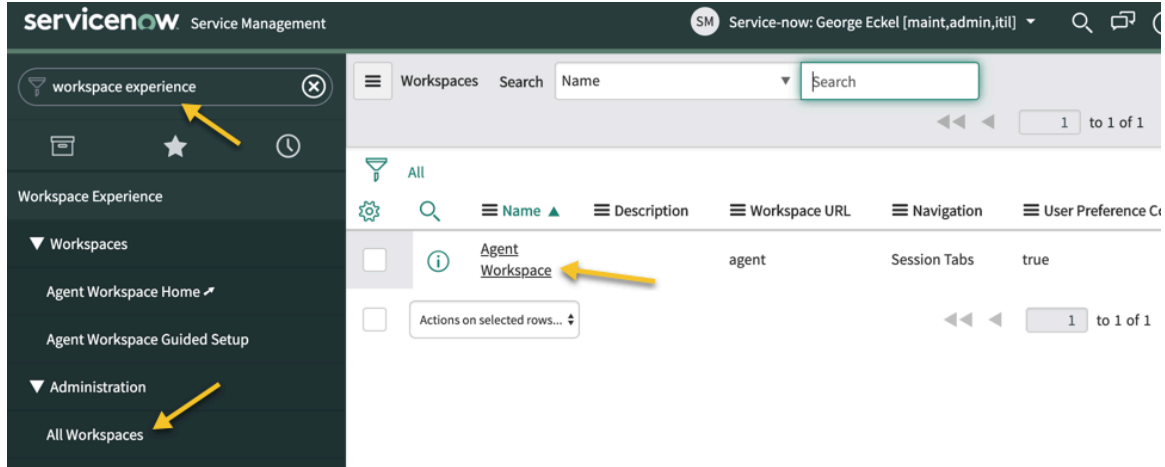 servicenow Service Management
SM Service-now: George Eckel [maint,admin,itil]
workspace experience
Workspace Experience
Workspaces
Agent Workspace Home
Agent Workspace Guided Setup
Administration
All Workspaces
Workspaces Search Name Search
1 to 1 of 1
All
Name Description Workspace URL Navigation User Preference
Agent
Workspace
agent Session Tabs true
Actions on selected rows...
1 to 1 of 1